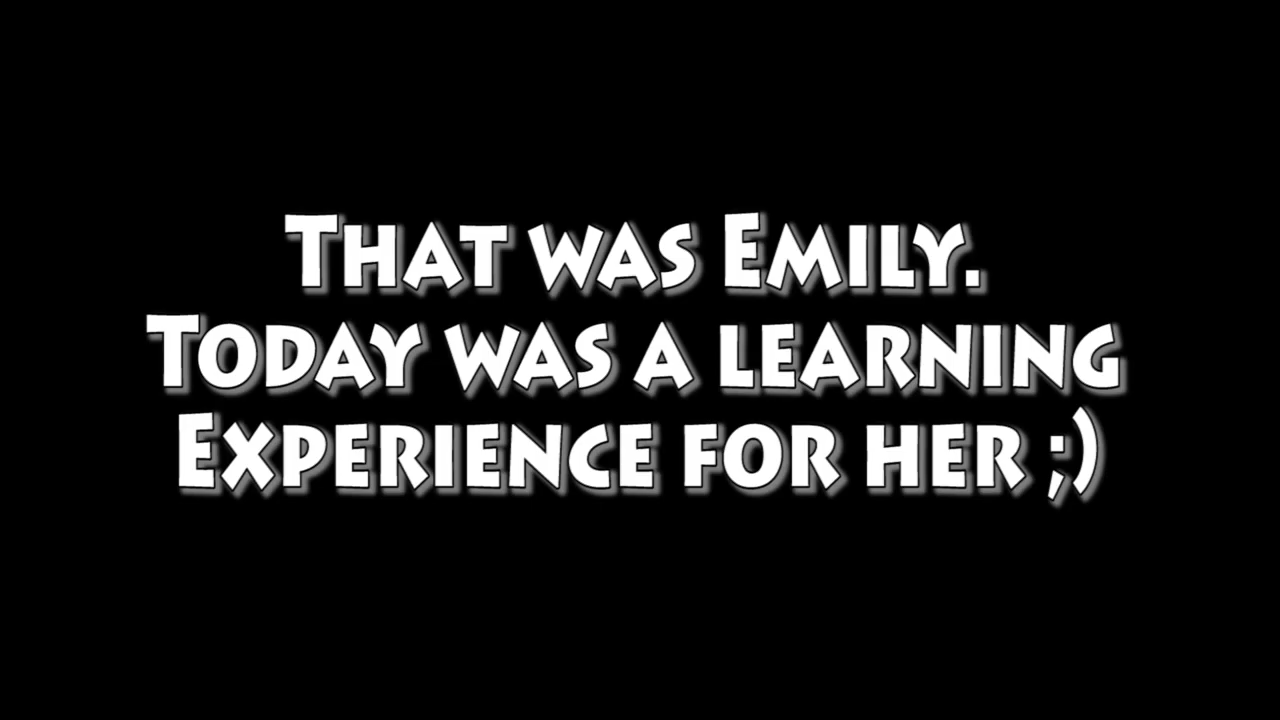 That was Emily.
Today was a learning
Experience for her ;)